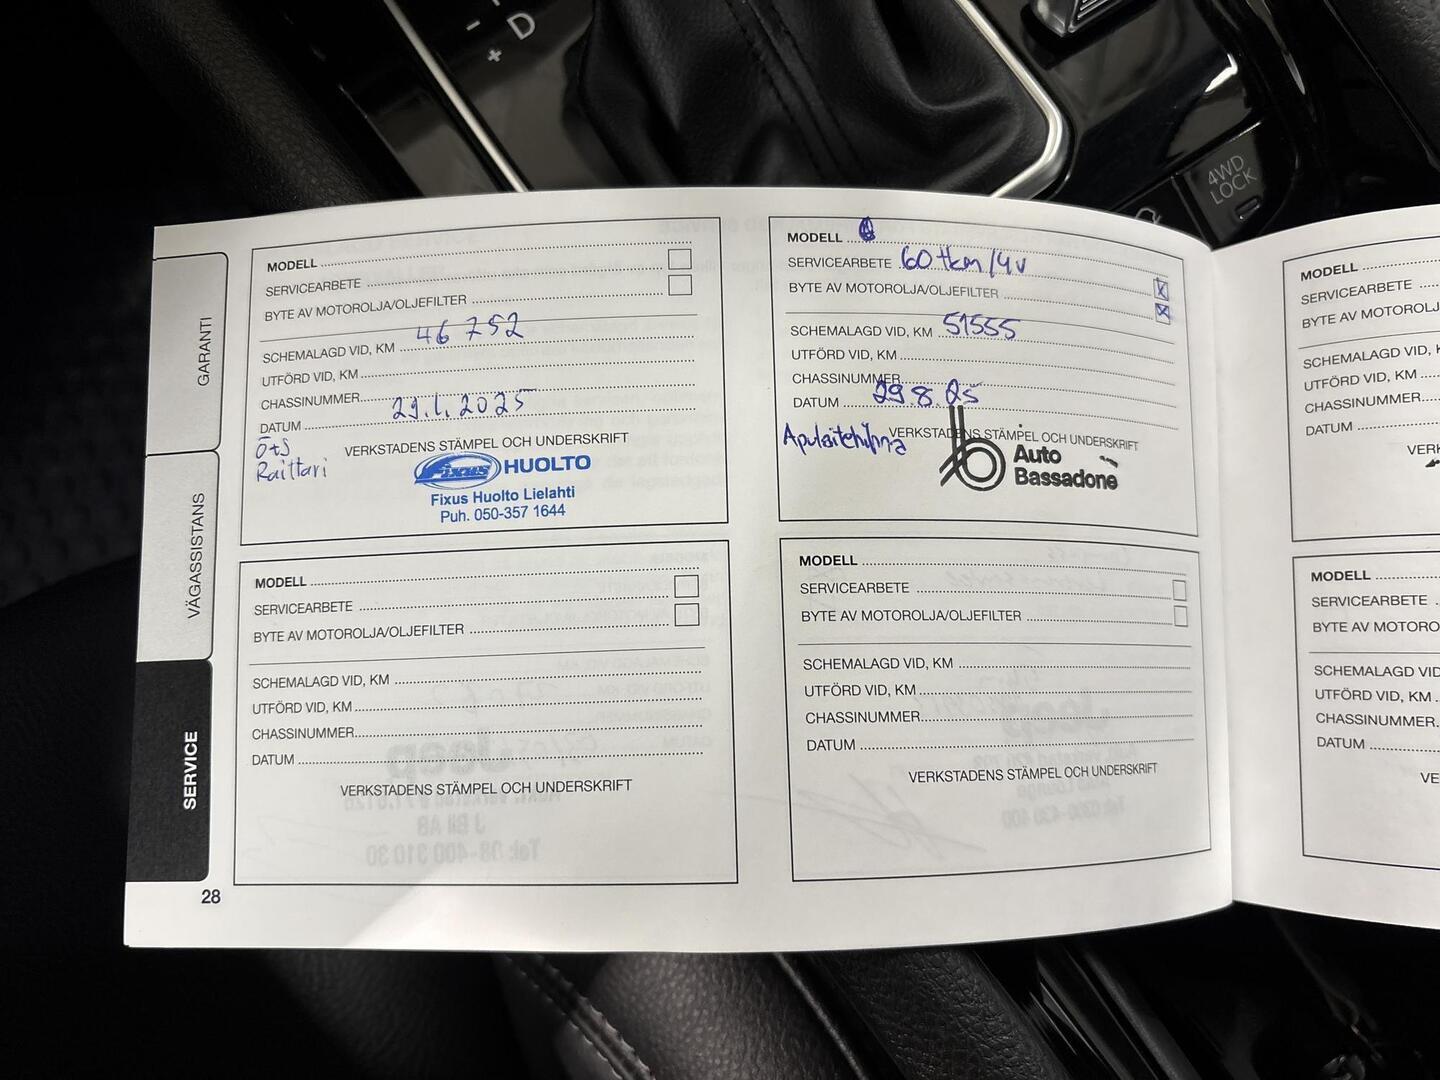 - D
+
4WD
LOCK
GARANTI
VÄGASSISTANS
SERVICE
MODELL
SERVICEARBETE
BYTE AV MOTOROLJA/OLJEFILTER
SCHEMALAGD VID, KM 46 752
UTFÖRD VID, KM
CHASSINUMMER
DATUM 29.1.2025
VERKSTADENS STÄMPEL OCH UNDERSKRIFT
Öts
Raittari
Fixus HUOLTO
Fixus Huolto Lielahti
Puh. 050-357 1644
MODELL
SERVICEARBETE 60 tkm/4v
BYTE AV MOTOROLJA/OLJEFILTER
SCHEMALAGD VID, KM 51555
UTFÖRD VID, KM
CHASSINUMMER
DATUM 29.8.25
VERKSTADENS STÄMPEL OCH UNDERSKRIFT
Auto
Bassadone
MODELL
SERVICEARBETE
BYTE AV MOTOROLJA/OLJEFILTER
SCHEMALAGD VID, KM
UTFÖRD VID, KM
CHASSINUMMER
DATUM
VERKSTADENS STÄMPEL OCH UNDERSKRIFT
MODELL
SERVICEARBETE
BYTE AV MOTOROLJA/OLJEFILTER
SCHEMALAGD VID, KM
UTFÖRD VID, KM
CHASSINUMMER
DATUM
VERKSTADENS STÄMPEL OCH UNDERSKRIFT
28
MODELL
SERVICEARBETE
BYTE AV MOTOROLJ
SCHEMALAGD VID, K
UTFÖRD VID, KM
CHASSINUMMER
DATUM
VERK
MODELL
SERVICEARBETE
BYTE AV MOTORO
SCHEMALAGD VID
UTFÖRD VID, KM
CHASSINUMMER
DATUM
VE